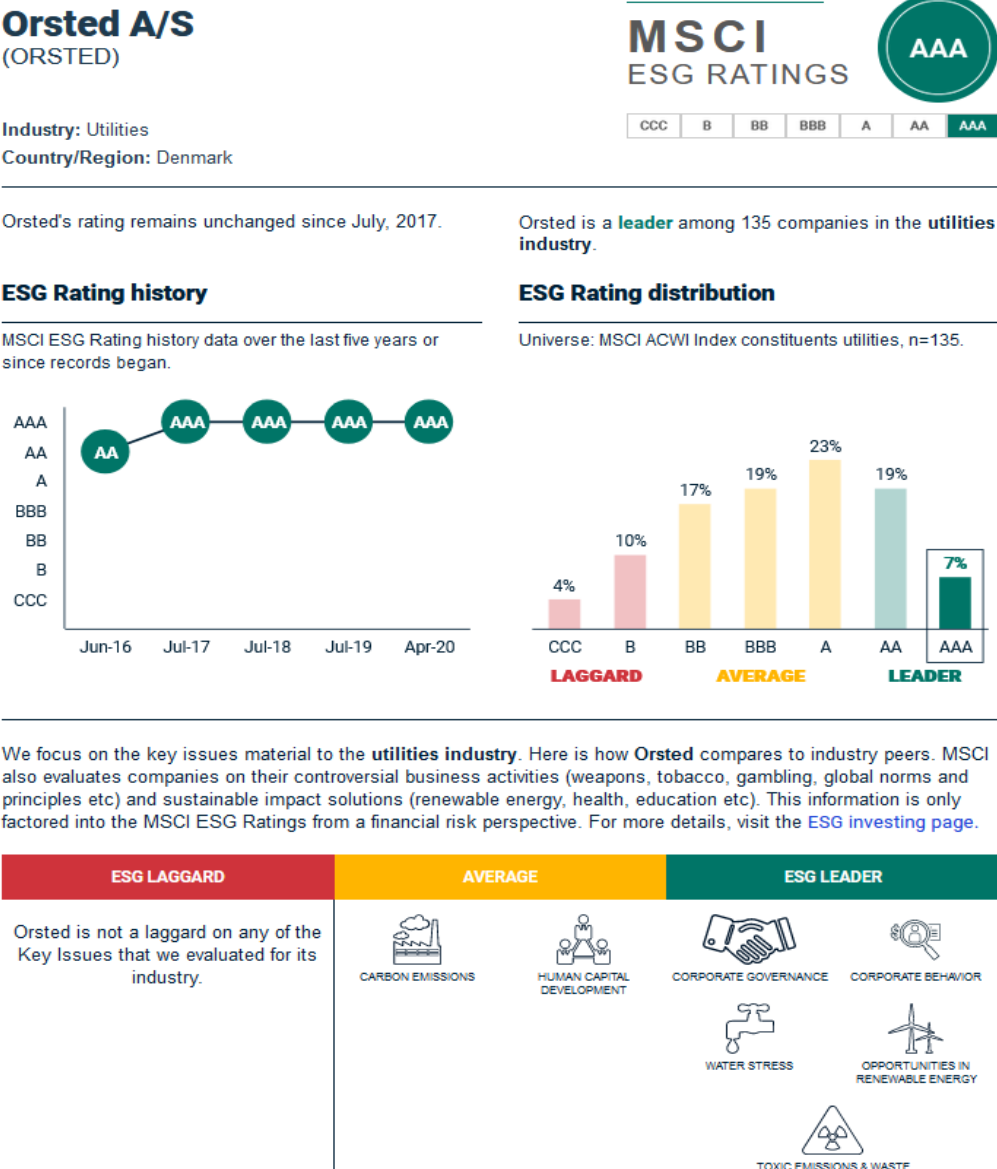 Orsted A/S
(ORSTED)
Industry: Utilities
Country/Region: Denmark
MSCI
ESG RATINGS
AAA
CCC B BB BBB A AA AAA
Orsted's rating remains unchanged since July, 2017.
Orsted is a leader among 135 companies in the utilities
industry.
ESG Rating history
MSCI ESG Rating history data over the last five years or
since records began.
AAA
AA
A
BBB
BB
B
CCC
AA AAA AAA AAA AAA
Jun-16 Jul-17 Jul-18 Jul-19 Apr-20
ESG Rating distribution
Universe: MSCI ACWI Index constituents utilities, n=135.
4% 10% 17% 19% 23% 19% 7%
CCC B BB BBB A AA AAA
LAGGARD AVERAGE LEADER
We focus on the key issues material to the utilities industry. Here is how Orsted compares to industry peers. MSCI
also evaluates companies on their controversial business activities (weapons, tobacco, gambling, global norms and
principles etc) and sustainable impact solutions (renewable energy, health, education etc). This information is only
factored into the MSCI ESG Ratings from a financial risk perspective. For more details, visit the ESG investing page.
ESG LAGGARD
Orsted is not a laggard on any of the
Key Issues that we evaluated for its
industry.
AVERAGE
CARBON EMISSIONS
HUMAN CAPITAL
DEVELOPMENT
ESG LEADER
CORPORATE GOVERNANCE
CORPORATE BEHAVIOR
WATER STRESS
OPPORTUNITIES IN
RENEWABLE ENERGY
TOXIC EMISSIONS & WASTE